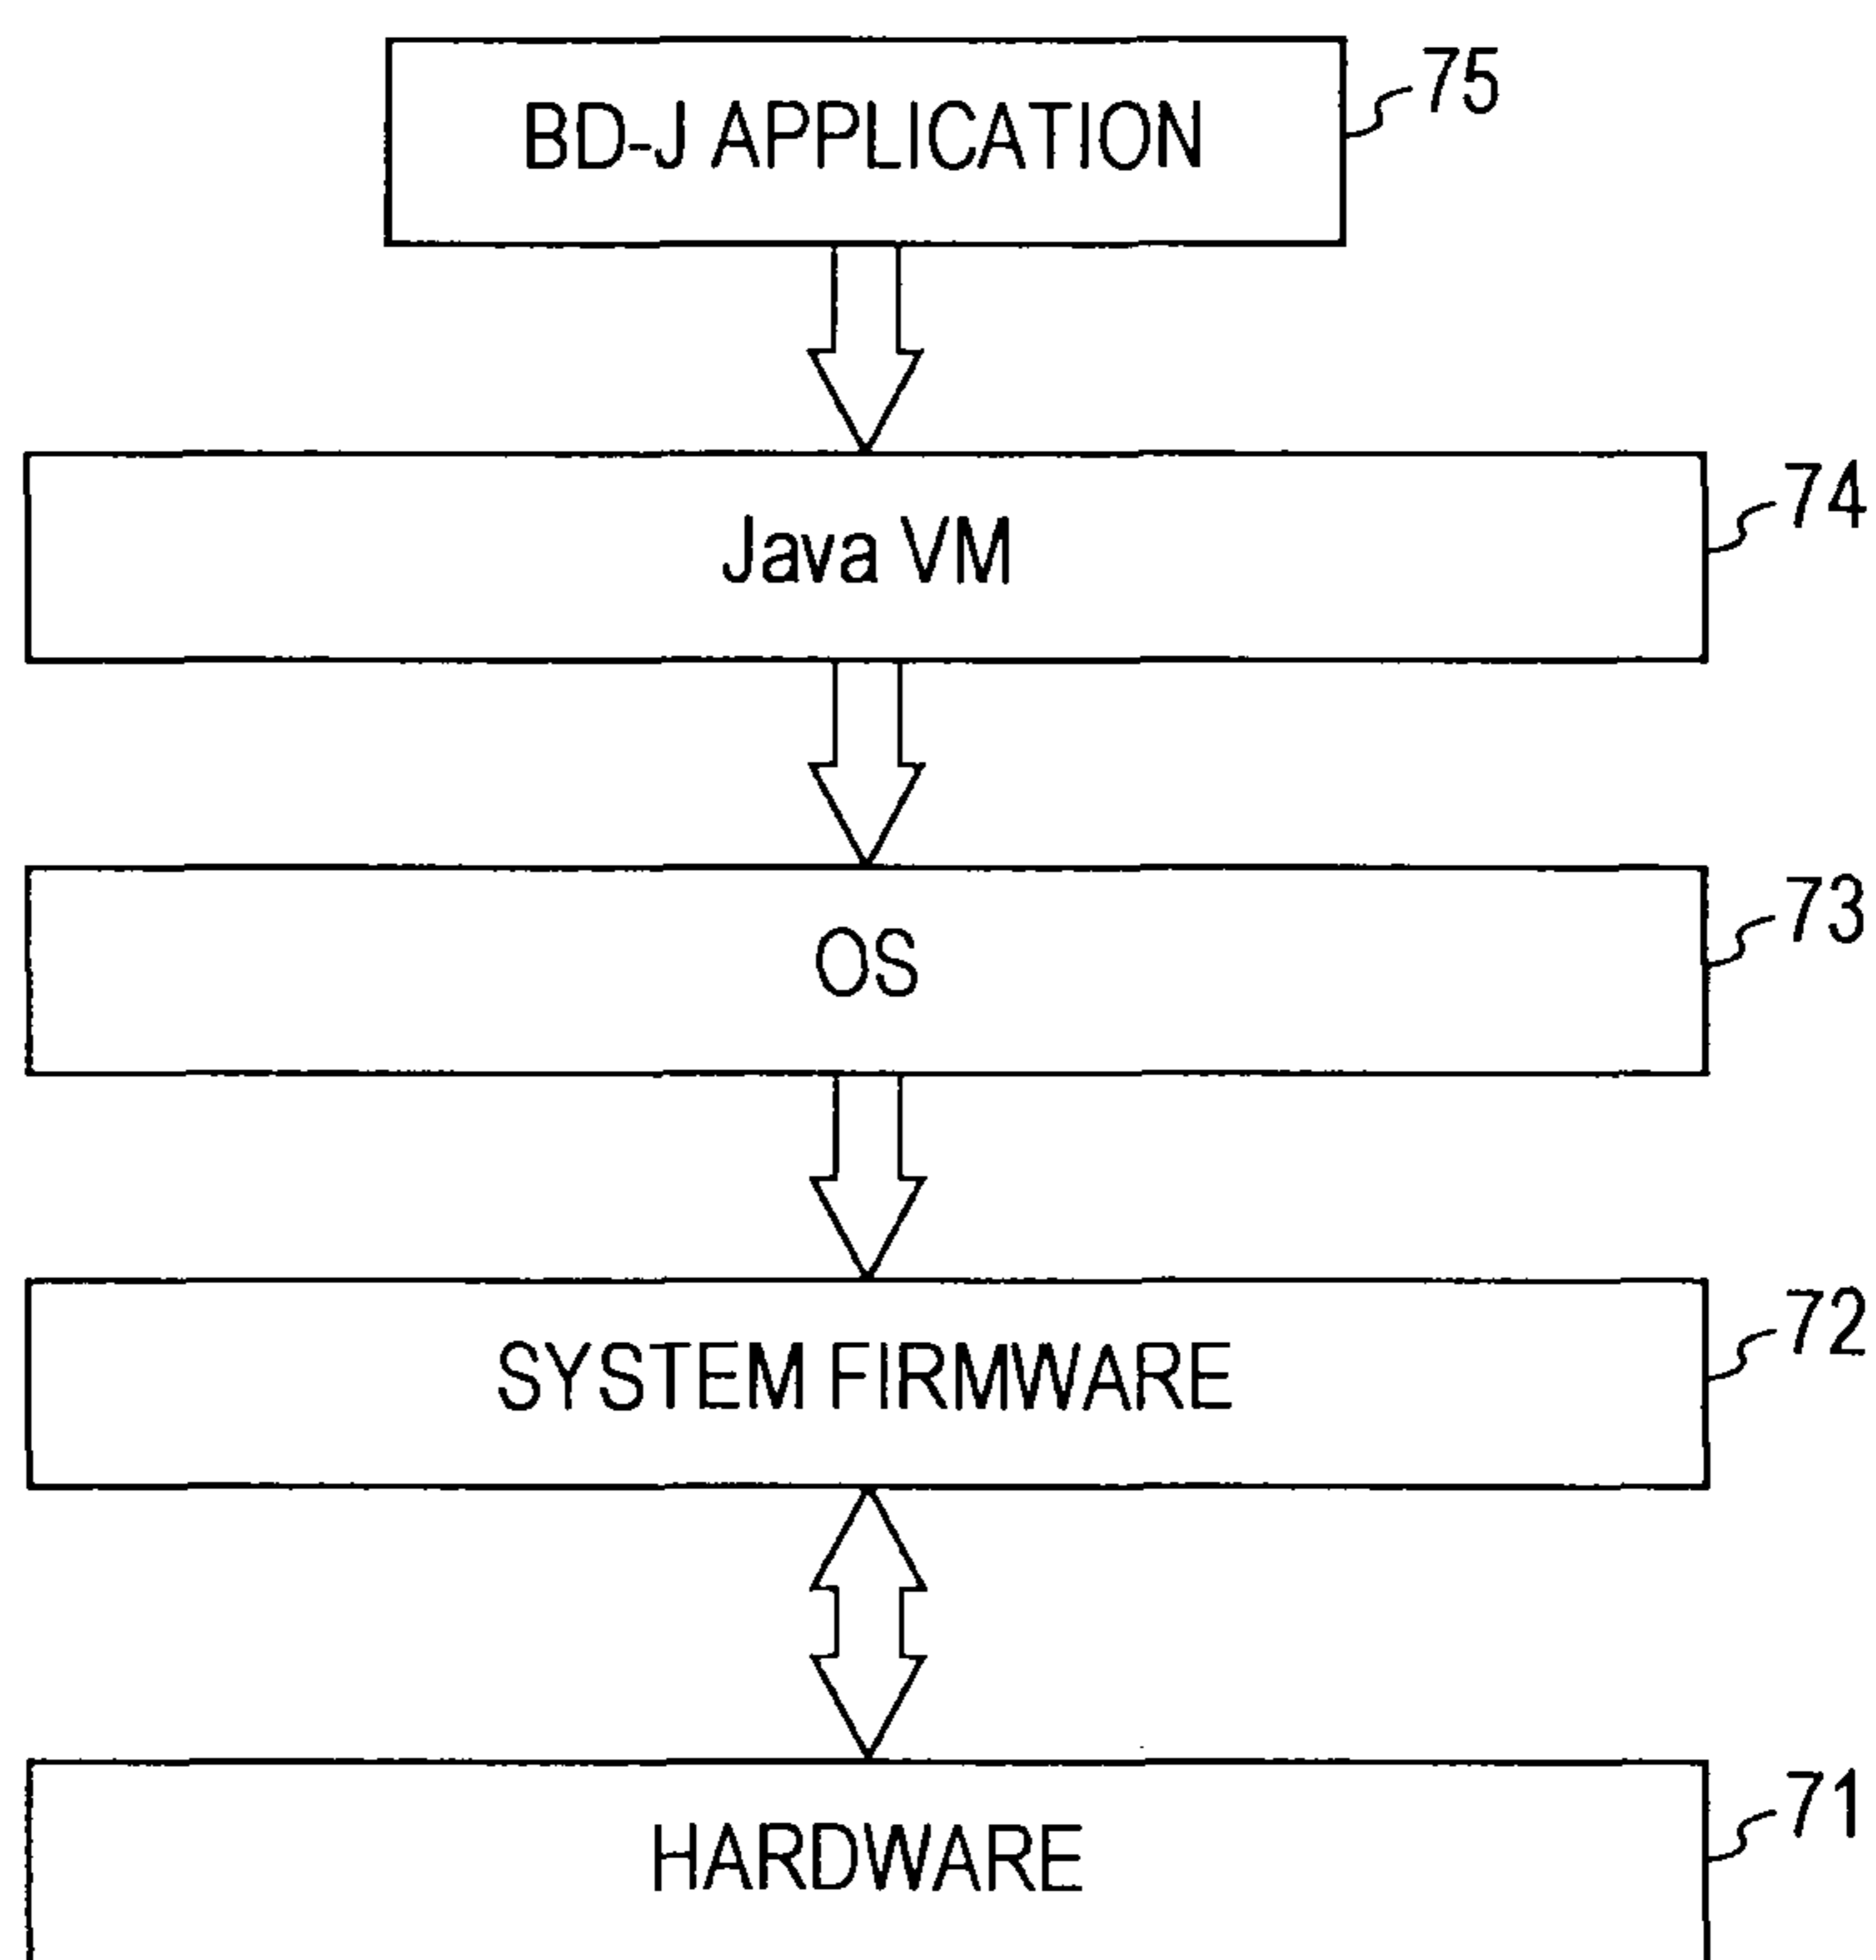 75
BD-J APPLICATION
74
Java VM
73
OS
72
SYSTEM FIRMWARE
71
HARDWARE